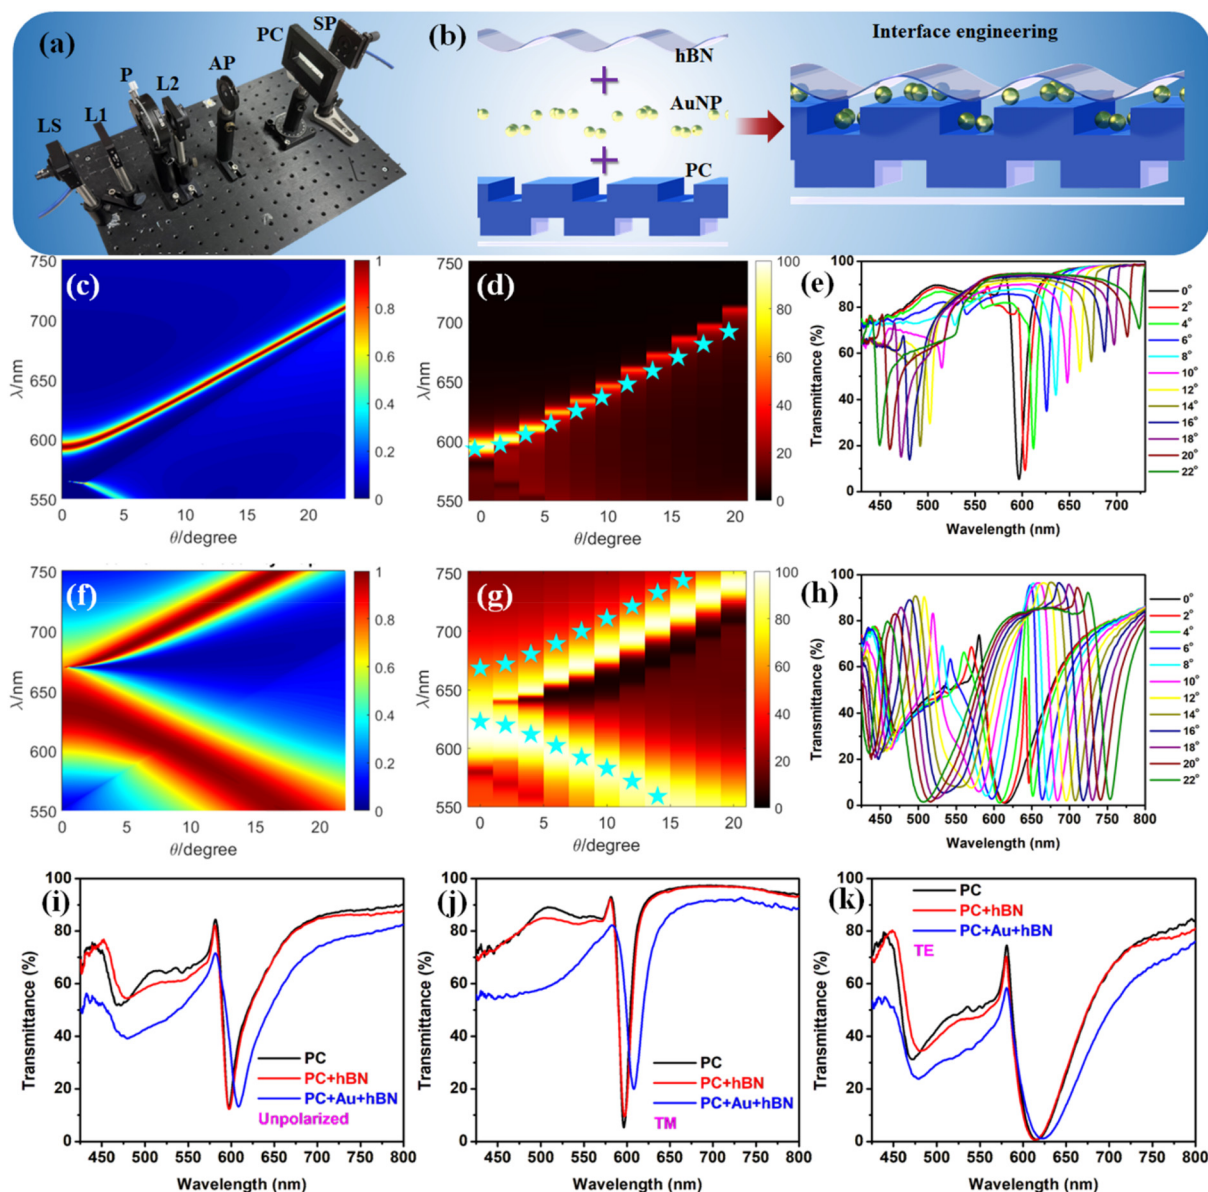 (a)
SP
PC
AP
L2
P
L1
LS
(b)
hBN
AuNP
PC
Interface engineering
(c)
750
700
650
600
550
λ/nm
0 5 10 15 20
θ/degree
1
0.8
0.6
0.4
0.2
0
(d)
750
700
650
600
550
λ/nm
0 5 10 15 20
θ/degree
100
80
60
40
20
0
(e)
100
80
60
40
20
0
Transmittance (%)
450 500 550 600 650 700
Wavelength (nm)
0°
2°
4°
6°
8°
10°
12°
14°
16°
18°
20°
22°
(f)
750
700
650
600
550
λ/nm
0 5 10 15 20
θ/degree
1
0.8
0.6
0.4
0.2
0
(g)
750
700
650
600
550
λ/nm
0 5 10 15 20
θ/degree
100
80
60
40
20
0
(h)
100
80
60
40
20
0
Transmittance (%)
450 500 550 600 650 700 750 800
Wavelength (nm)
0°
2°
4°
6°
8°
10°
12°
14°
16°
18°
20°
22°
(i)
100
80
60
40
20
0
Transmittance (%)
450 500 550 600 650 700 750 800
Wavelength (nm)
PC
PC+hBN
PC+Au+hBN
Unpolarized
(j)
100
80
60
40
20
0
Transmittance (%)
450 500 550 600 650 700 750 800
Wavelength (nm)
PC
PC+hBN
PC+Au+hBN
TM
(k)
100
80
60
40
20
0
Transmittance (%)
450 500 550 600 650 700 750 800
Wavelength (nm)
PC
PC+hBN
PC+Au+hBN
TE